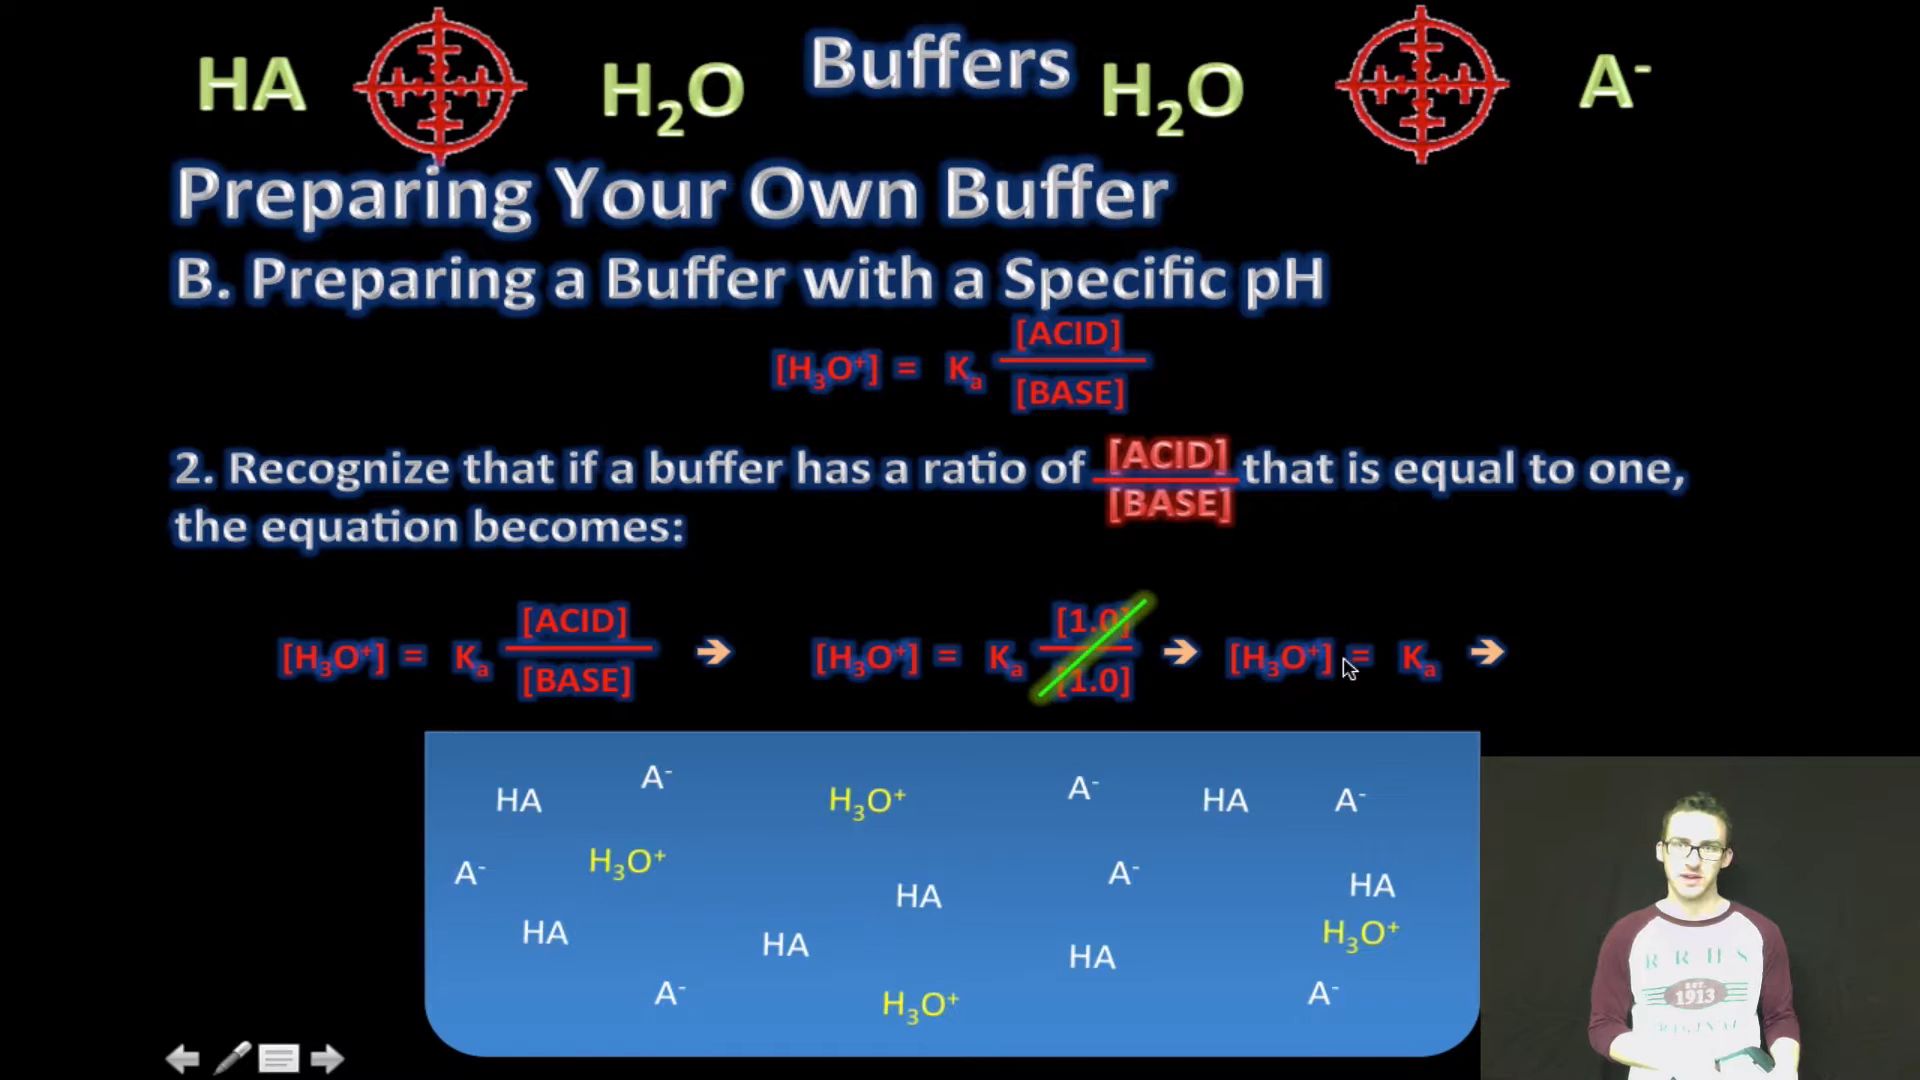 Buffers
HA H₂O H₂O A⁻
Preparing Your Own Buffer
B. Preparing a Buffer with a Specific pH
[H₃O⁺] = Kₐ [ACID]
[BASE]
2. Recognize that if a buffer has a ratio of [ACID] [BASE] that is equal to one,
the equation becomes:
[H₃O⁺] = Kₐ [ACID] [BASE] ➔ [H₃O⁺] = Kₐ [1.0] [1.0] ➔ [H₃O⁺] = Kₐ ➔
HA A⁻ H₃O⁺ A⁻ HA A⁻
A⁻ H₃O⁺ HA A⁻ HA
HA HA HA H₃O⁺
A⁻ H₃O⁺ A⁻
R R H S
EST.
1913